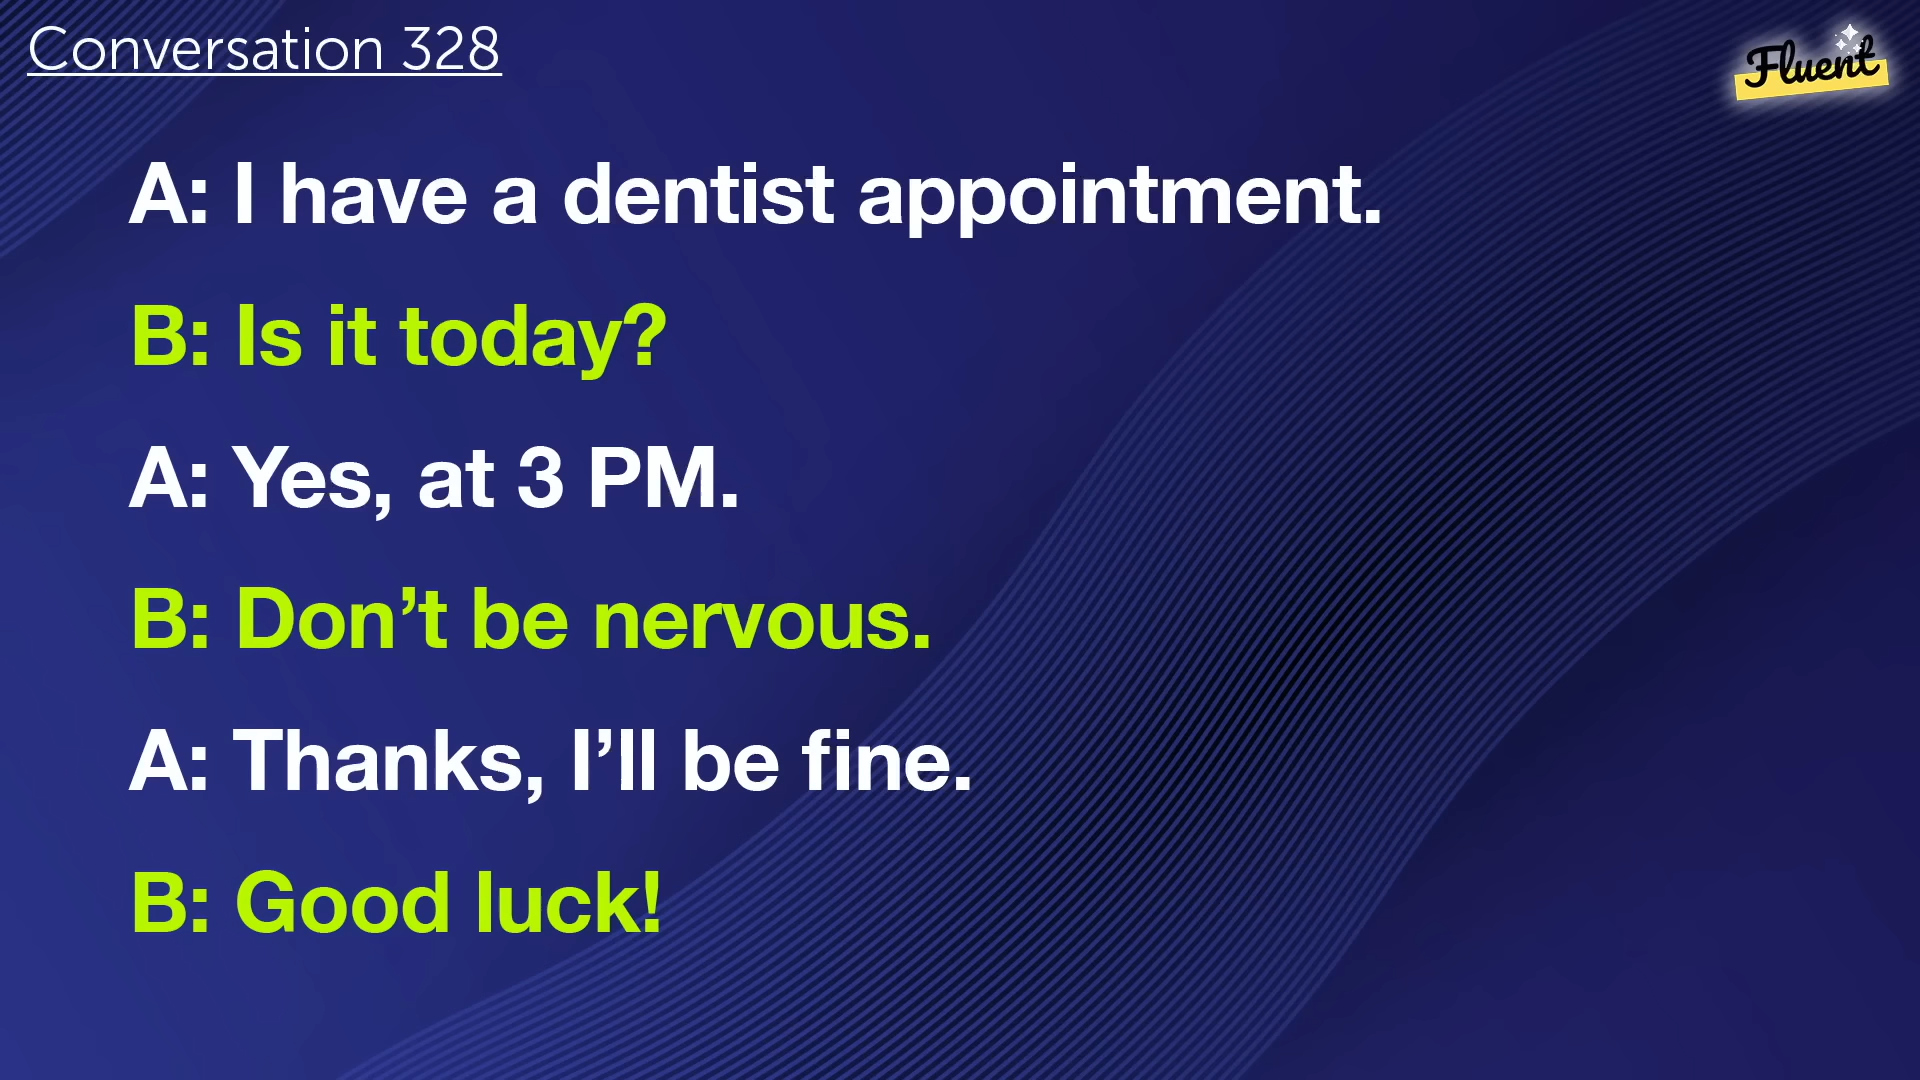 Conversation 328
Fluent
A: I have a dentist appointment.
B: Is it today?
A: Yes, at 3 PM.
B: Don’t be nervous.
A: Thanks, I’ll be fine.
B: Good luck!